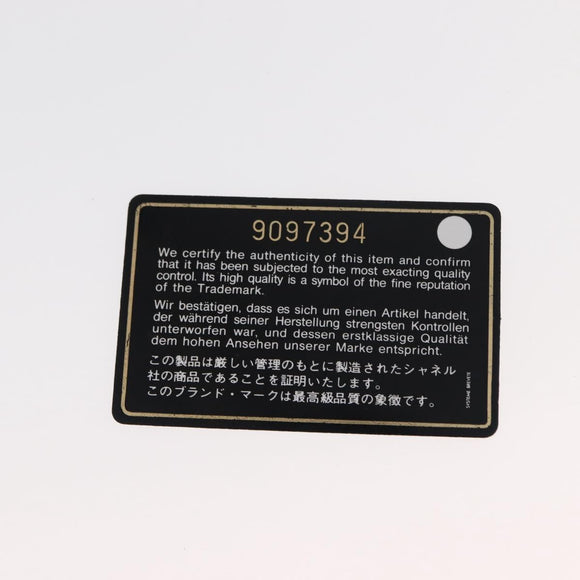 9097394
We certify the authenticity of this item and confirm
that it has been subjected to the most exacting quality
control. Its high quality is a symbol of the fine reputation
of the Trademark.
Wir bestätigen, dass es sich um einen Artikel handelt,
der während seiner Herstellung strengsten Kontrollen
unterworfen war, und dessen erstklassige Qualität
dem hohen Ansehen unserer Marke entspricht.
この製品は厳しい管理のもとに製造されたシャネル
社の商品であることを証明いたします。
このブランド・マークは最高級品質の象徴です。